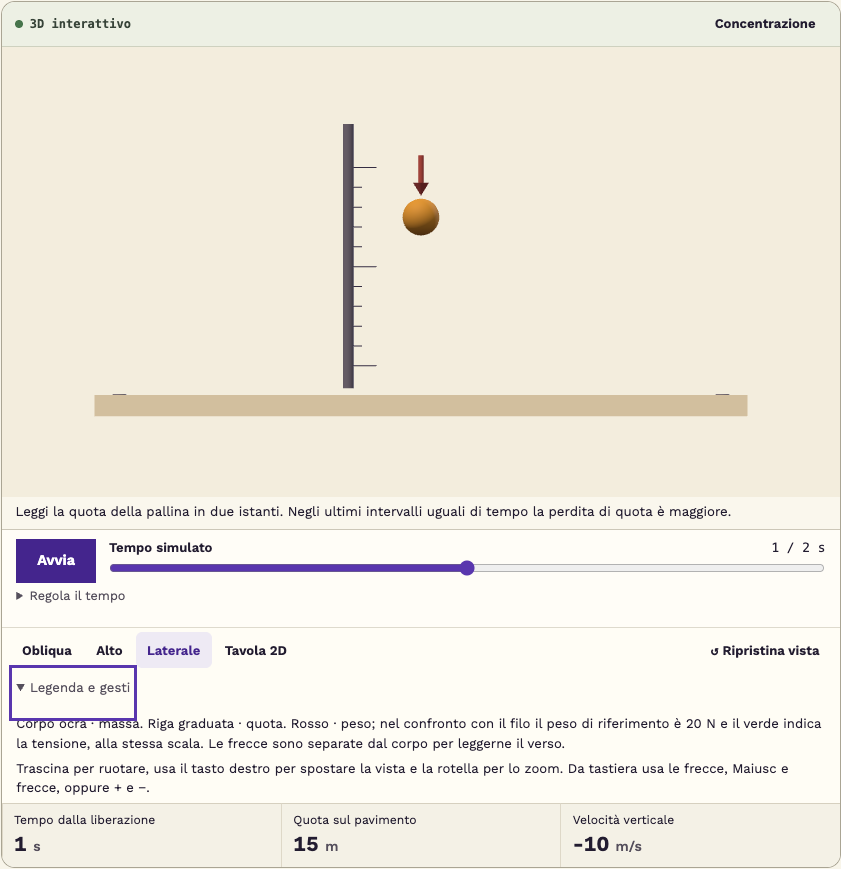 3D interattivo
Concentrazione
Leggi la quota della pallina in due istanti. Negli ultimi intervalli uguali di tempo la perdita di quota è maggiore.
Avvia
Tempo simulato
1 / 2 s
▶ Regola il tempo
Obliqua Alto Laterale Tavola 2D
↺ Ripristina vista
▼ Legenda e gesti
Corpo ocra · massa. Riga graduata · quota. Rosso · peso; nel confronto con il filo il peso di riferimento è 20 N e il verde indica
la tensione, alla stessa scala. Le frecce sono separate dal corpo per leggerne il verso.
Trascina per ruotare, usa il tasto destro per spostare la vista e la rotella per lo zoom. Da tastiera usa le frecce, Maiusc e
frecce, oppure + e −.
Tempo dalla liberazione
1 s
Quota sul pavimento
15 m
Velocità verticale
-10 m/s